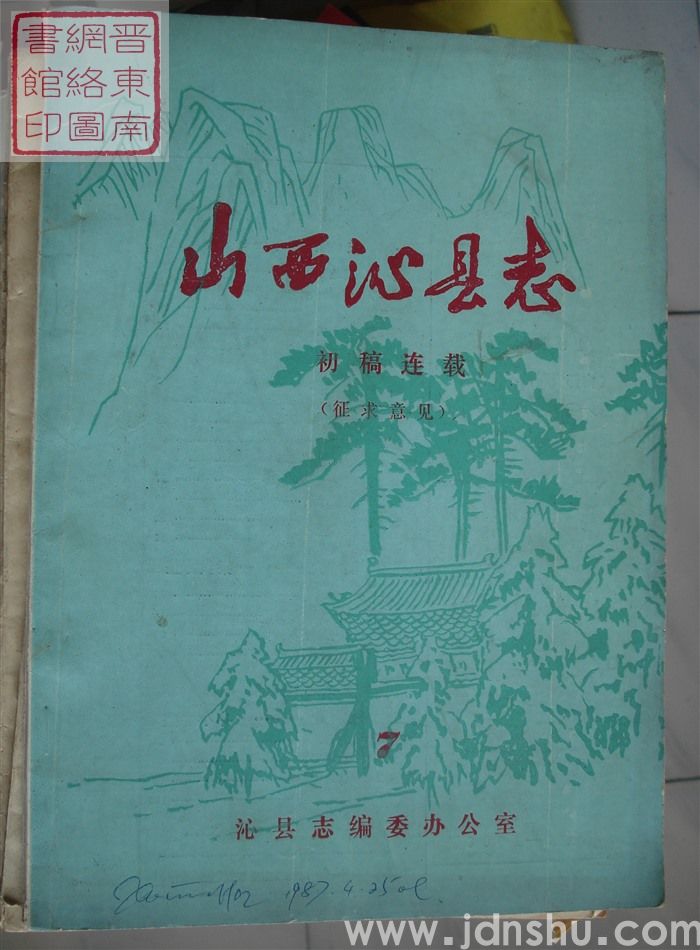 晋東南
網絡圖
書館印
山西沁县志
初稿连载
（征求意见）
7
沁县志编委办公室
1987.4.25
www.jdnshu.com